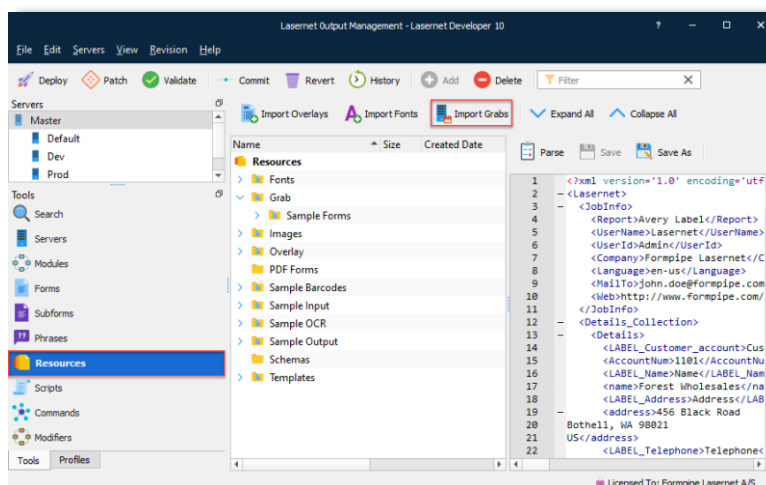 Lasernet Output Management - Lasernet Developer 10
File Edit Servers View Revision Help
Deploy Patch Validate Commit Revert History Add Delete Filter
Servers
Master
Default
Dev
Prod
Tools
Search
Servers
Modules
Forms
Subforms
Phrases
Resources
Scripts
Commands
Modifiers
Tools Profiles
Import Overlays Import Fonts Import Grabs Expand All Collapse All
Name Size Created Date
Resources
Fonts
Grab
Sample Forms
Images
Overlay
PDF Forms
Sample Barcodes
Sample Input
Sample OCR
Sample Output
Schemas
Templates
Parse Save Save As
1 <?xml version='1.0' encoding='utf
2 <Lasernet>
3 <JobInfo>
4 <Report>Avery Label</Report>
5 <UserName>Lasernet</UserName>
6 <UserId>Admin</UserId>
7 <Company>Formpipe Lasernet</C
8 <Language>en-us</Language>
9 <MailTo>john.doe@formpipe.com
10 <Web>http://www.formpipe.com/
11 </JobInfo>
12 <Details_Collection>
13 <Details>
14 <LABEL_Customer_account>Cus
15 <AccountNum>1101</AccountNu
16 <LABEL_Name>Name</LABEL_Nam
17 <name>Forest Wholesales</na
18 <LABEL_Address>Address</LAB
19 <address>456 Black Road
20 Bothell, WA 98021
21 US</address>
22 <LABEL_Telephone>Telephone<
Licensed To: Formpipe Lasernet A/S